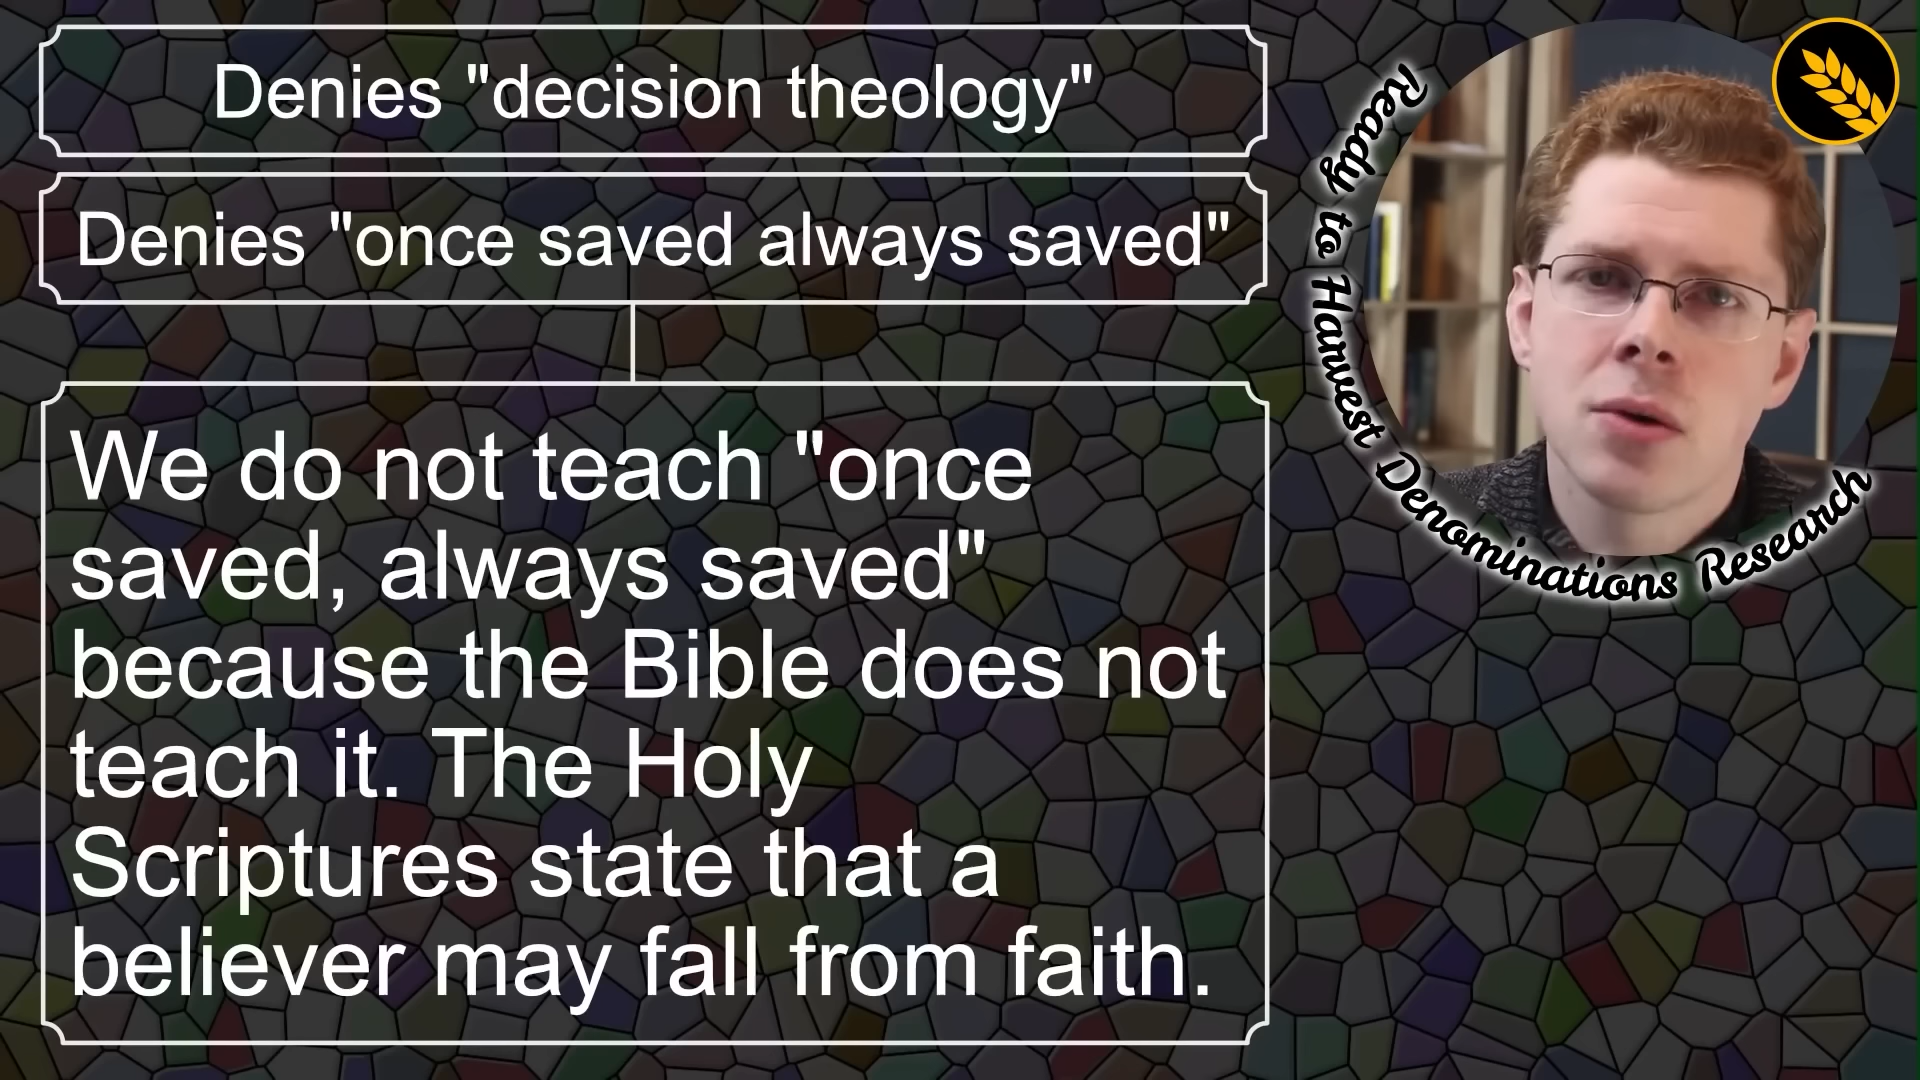 Denies "decision theology"
Denies "once saved always saved"
We do not teach "once
saved, always saved"
because the Bible does not
teach it. The Holy
Scriptures state that a
believer may fall from faith.
Ready to Harvest Denominations Research